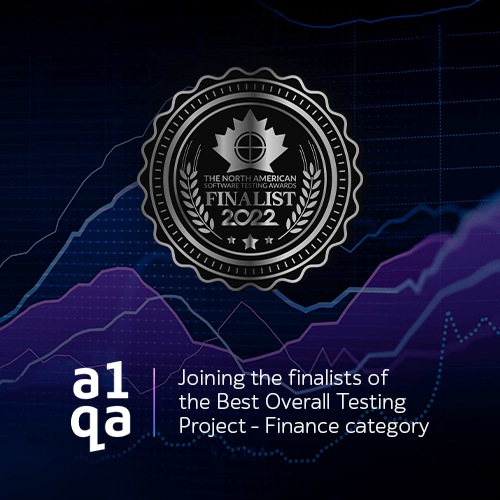 THE NORTH AMERICAN
SOFTWARE TESTING AWARDS
FINALIST
2022
a1
qa
Joining the finalists of
the Best Overall Testing
Project - Finance category